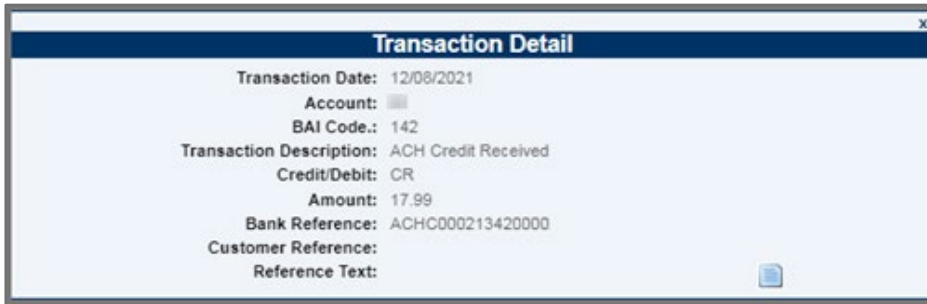 x
Transaction Detail
Transaction Date: 12/08/2021
Account:
BAI Code.: 142
Transaction Description: ACH Credit Received
Credit/Debit: CR
Amount: 17.99
Bank Reference: ACHC000213420000
Customer Reference:
Reference Text: